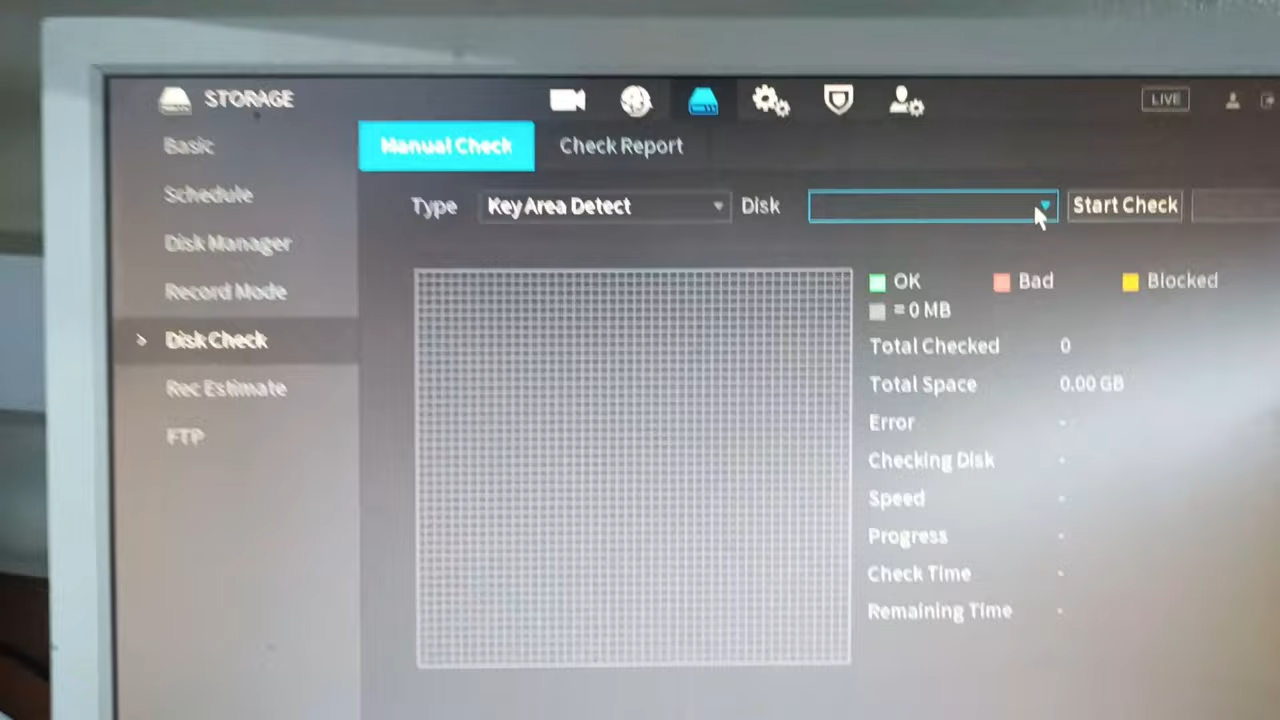 STORAGE
LIVE
Basic
Manual Check
Check Report
Schedule
Type
Key Area Detect
Disk
Start Check
Disk Manager
Record Mode
OK
Bad
Blocked
= 0 MB
Disk Check
Total Checked
0
Rec Estimate
Total Space
0.00 GB
FTP
Error
-
Checking Disk
-
Speed
-
Progress
-
Check Time
-
Remaining Time
-